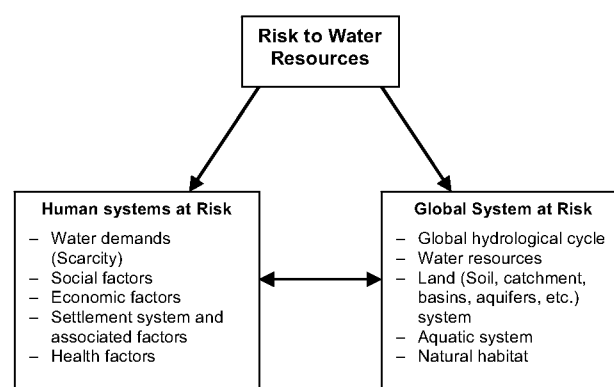 Risk to Water
Resources
Human systems at Risk
– Water demands
(Scarcity)
– Social factors
– Economic factors
– Settlement system and
associated factors
– Health factors
Global System at Risk
– Global hydrological cycle
– Water resources
– Land (Soil, catchment,
basins, aquifers, etc.)
system
– Aquatic system
– Natural habitat